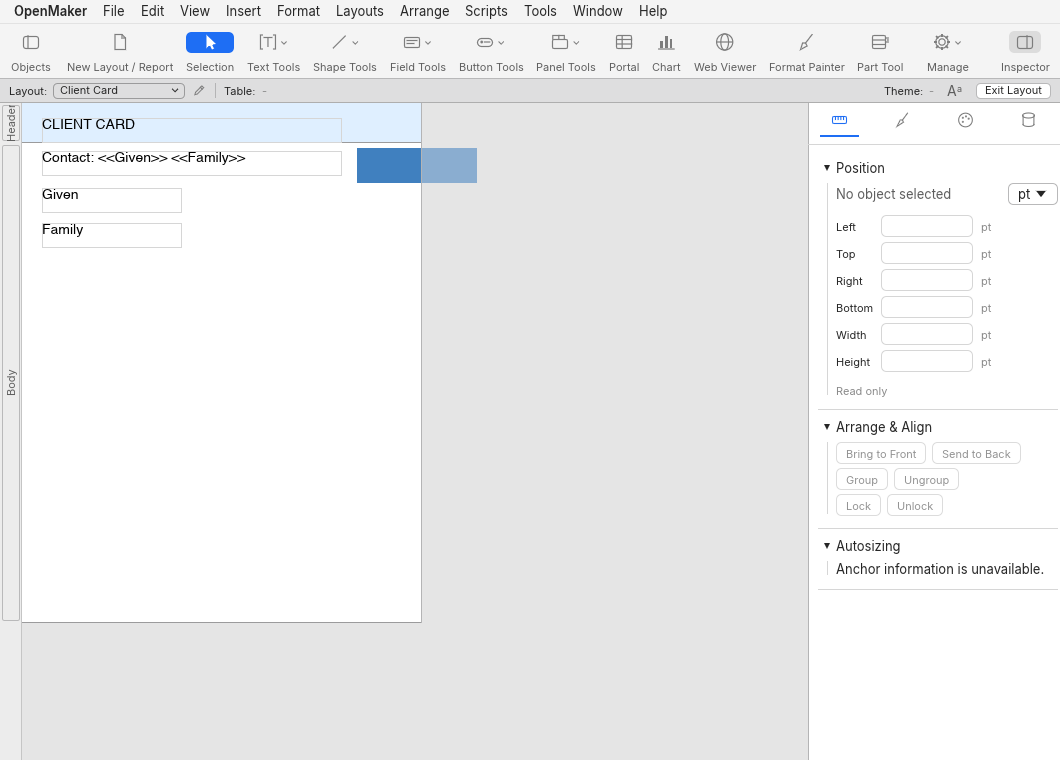 OpenMaker File Edit View Insert Format Layouts Arrange Scripts Tools Window Help
Objects New Layout / Report Selection Text Tools Shape Tools Field Tools Button Tools Panel Tools Portal Chart Web Viewer Format Painter Part Tool Manage Inspector
Layout: Client Card Table: - Theme: - Aa Exit Layout
Header
CLIENT CARD
Contact: <<Given>> <<Family>>
Given
Family
Body
Position
No object selected pt
Left pt
Top pt
Right pt
Bottom pt
Width pt
Height pt
Read only
Arrange & Align
Bring to Front Send to Back
Group Ungroup
Lock Unlock
Autosizing
Anchor information is unavailable.